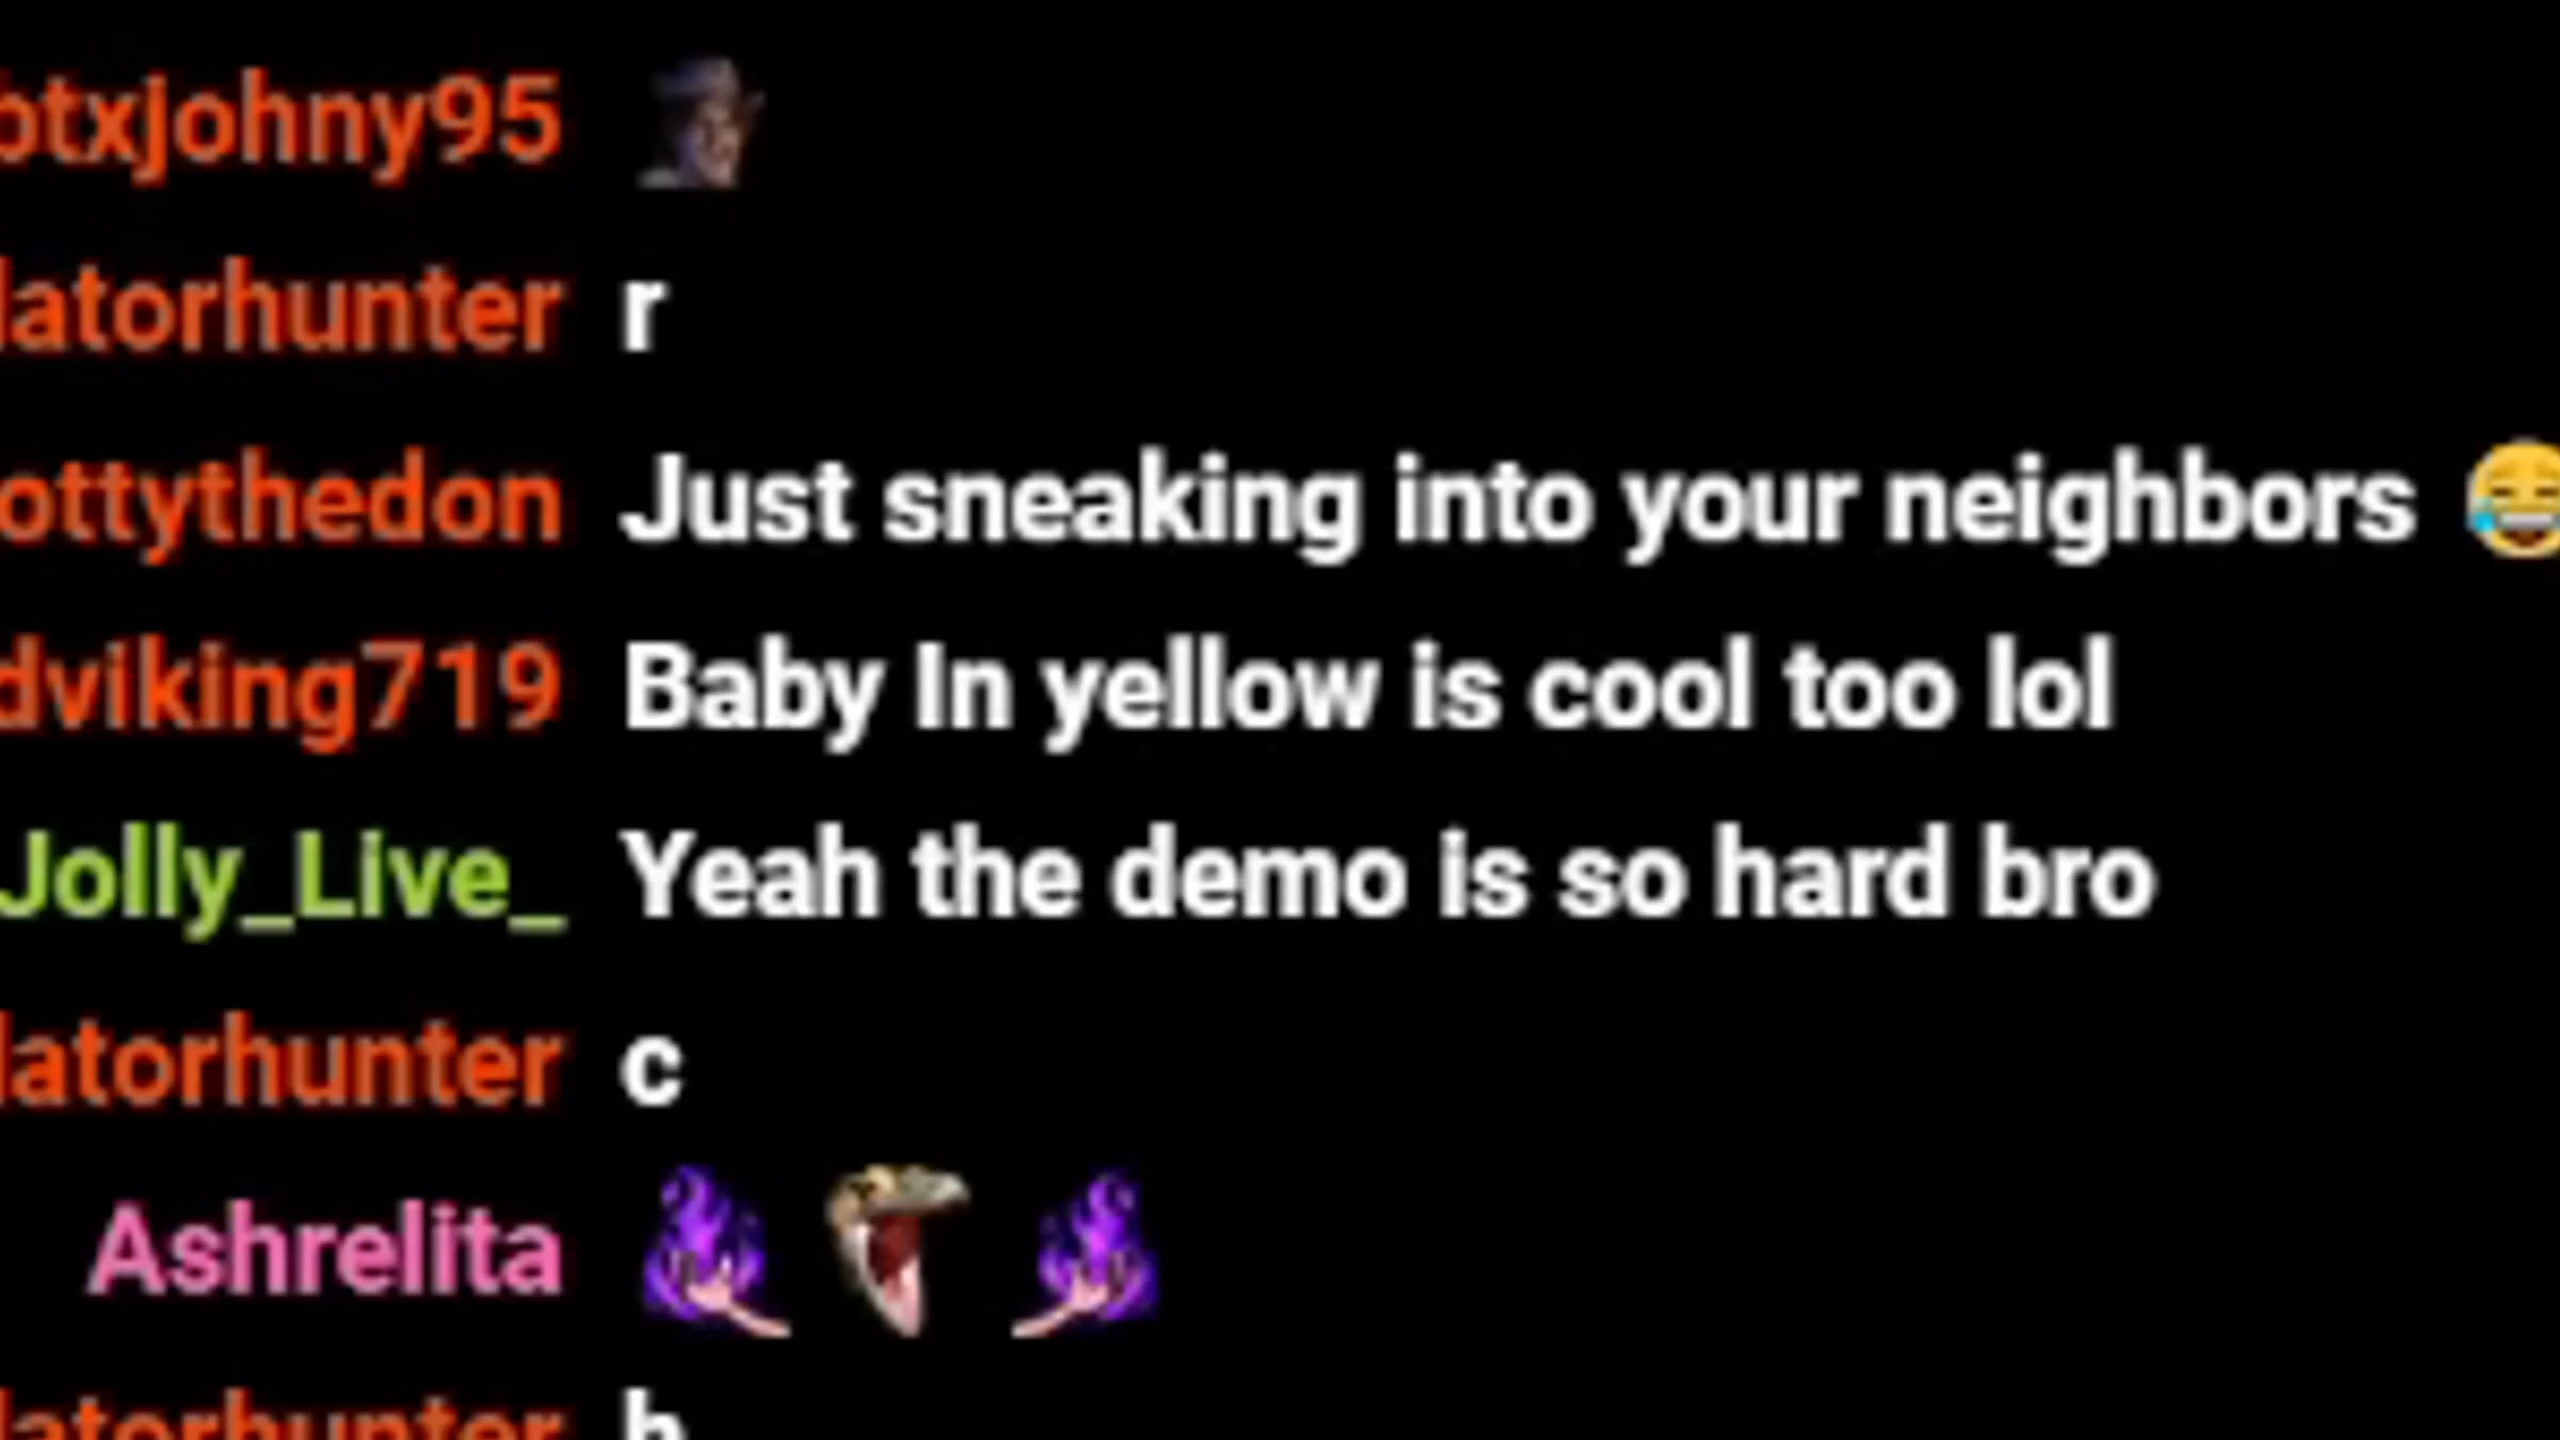 otxjohny95
latorhunter r
ottythedon Just sneaking into your neighbors 😂
dviking719 Baby In yellow is cool too lol
Jolly_Live_ Yeah the demo is so hard bro
latorhunter c
Ashrelita
latorhunter h